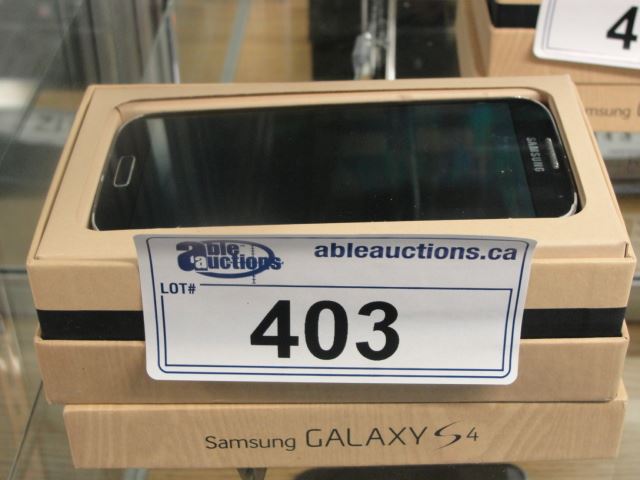 4
SAMSUNG
able
auctions
ableauctions.ca
LOT#
403
Samsung GALAXY S4